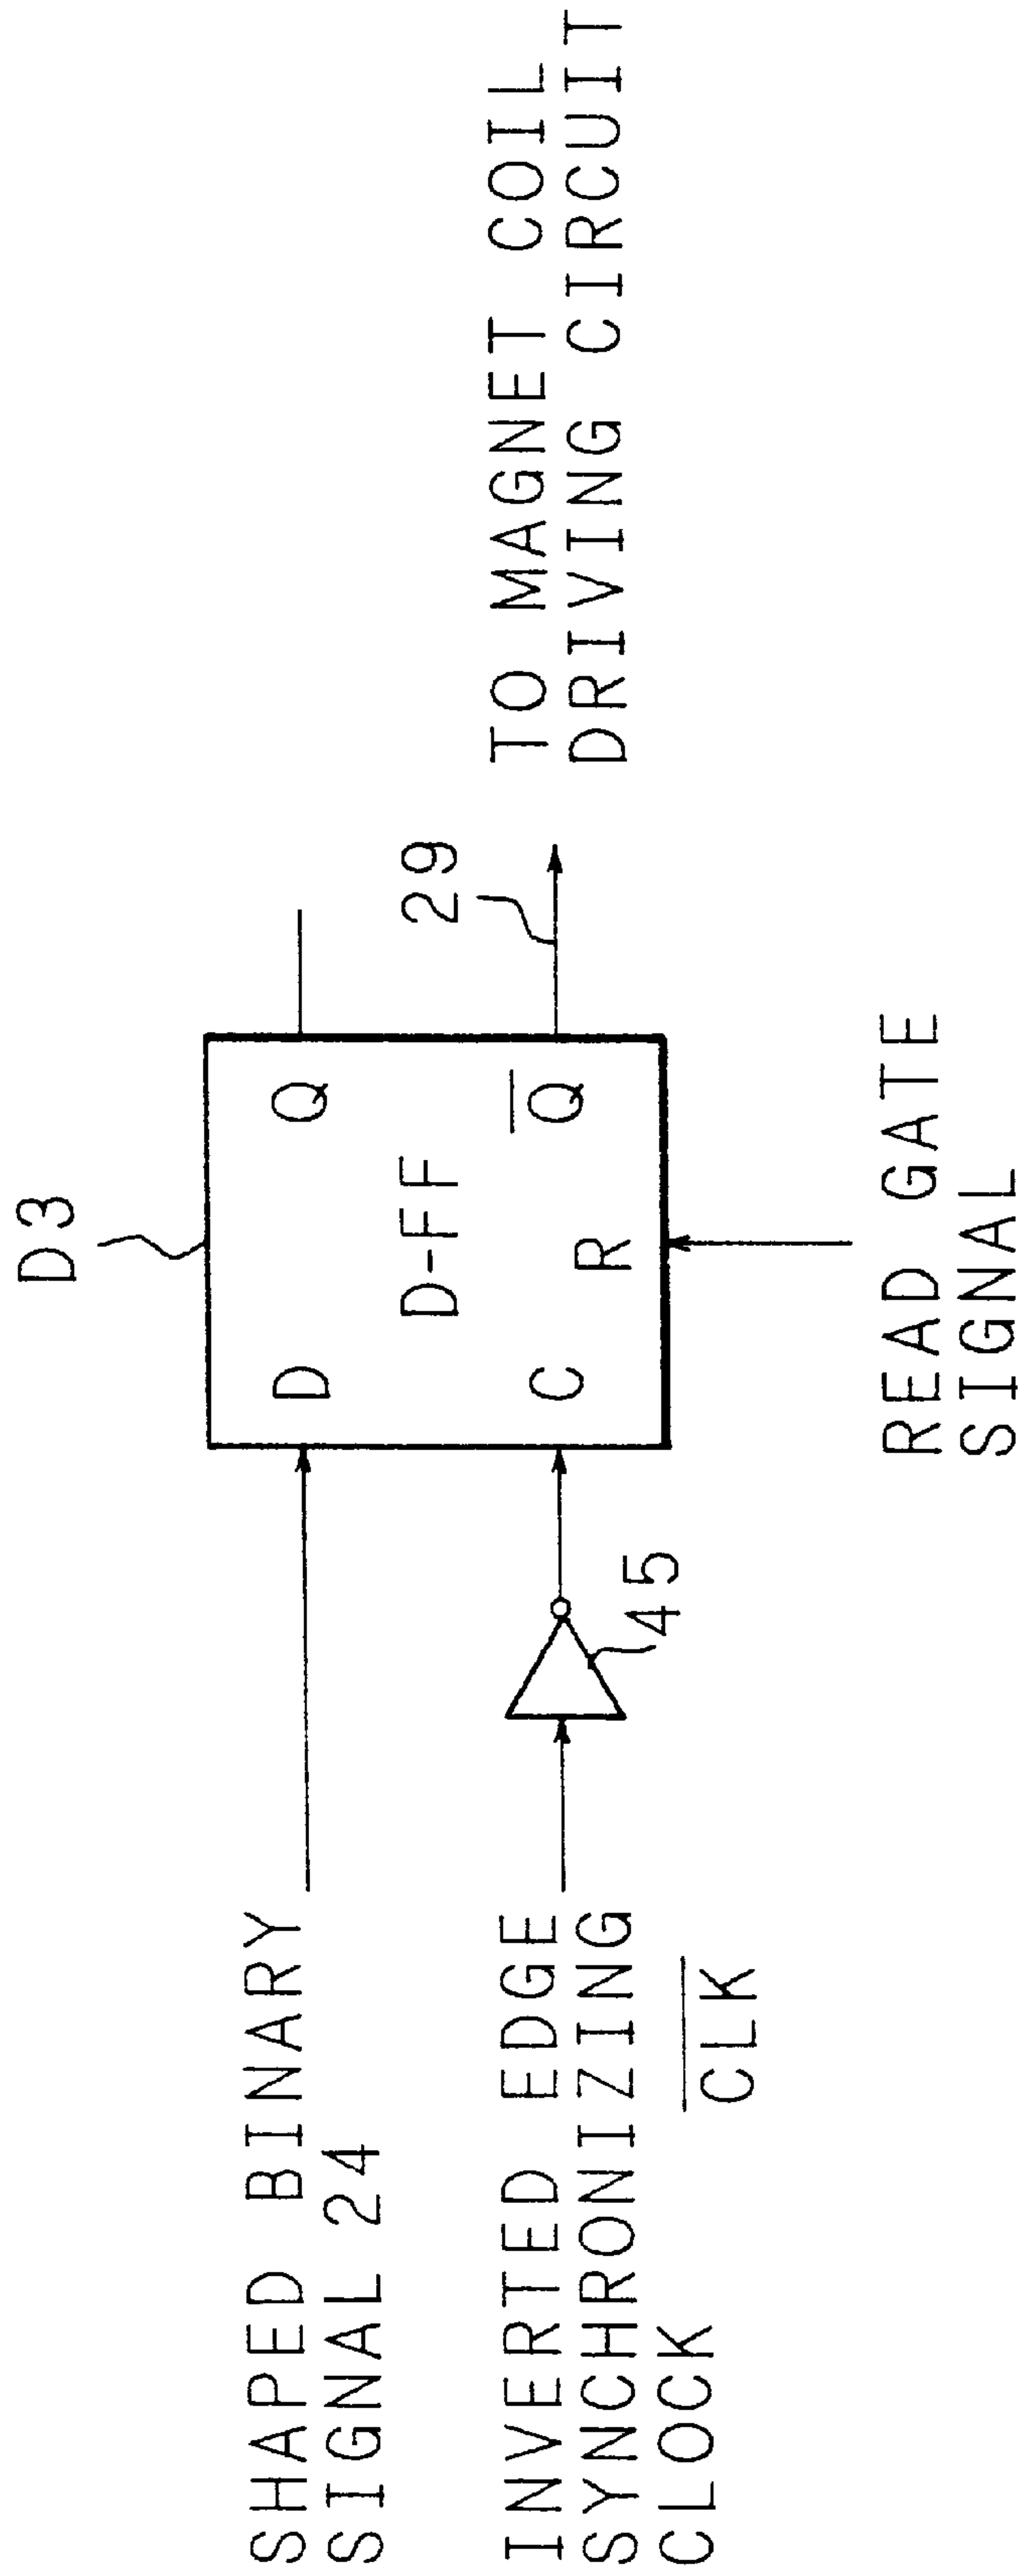 D3
SHAPED BINARY
SIGNAL 24
D
Q
D-FF
29
INVERTED EDGE
SYNCHRONIZING
CLOCK
C̅L̅K̅
45
C
R
Q̅
TO MAGNET COIL
DRIVING CIRCUIT
READ GATE
SIGNAL